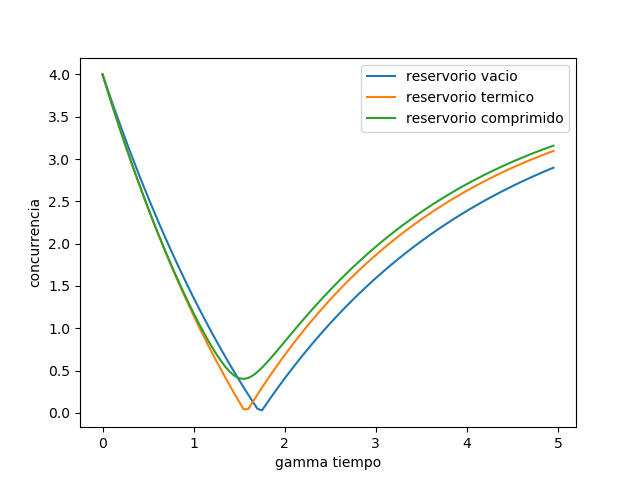 reservorio vacio
reservorio termico
reservorio comprimido
4.0
3.5
3.0
2.5
2.0
1.5
1.0
0.5
0.0
concurrencia
0 1 2 3 4 5
gamma tiempo